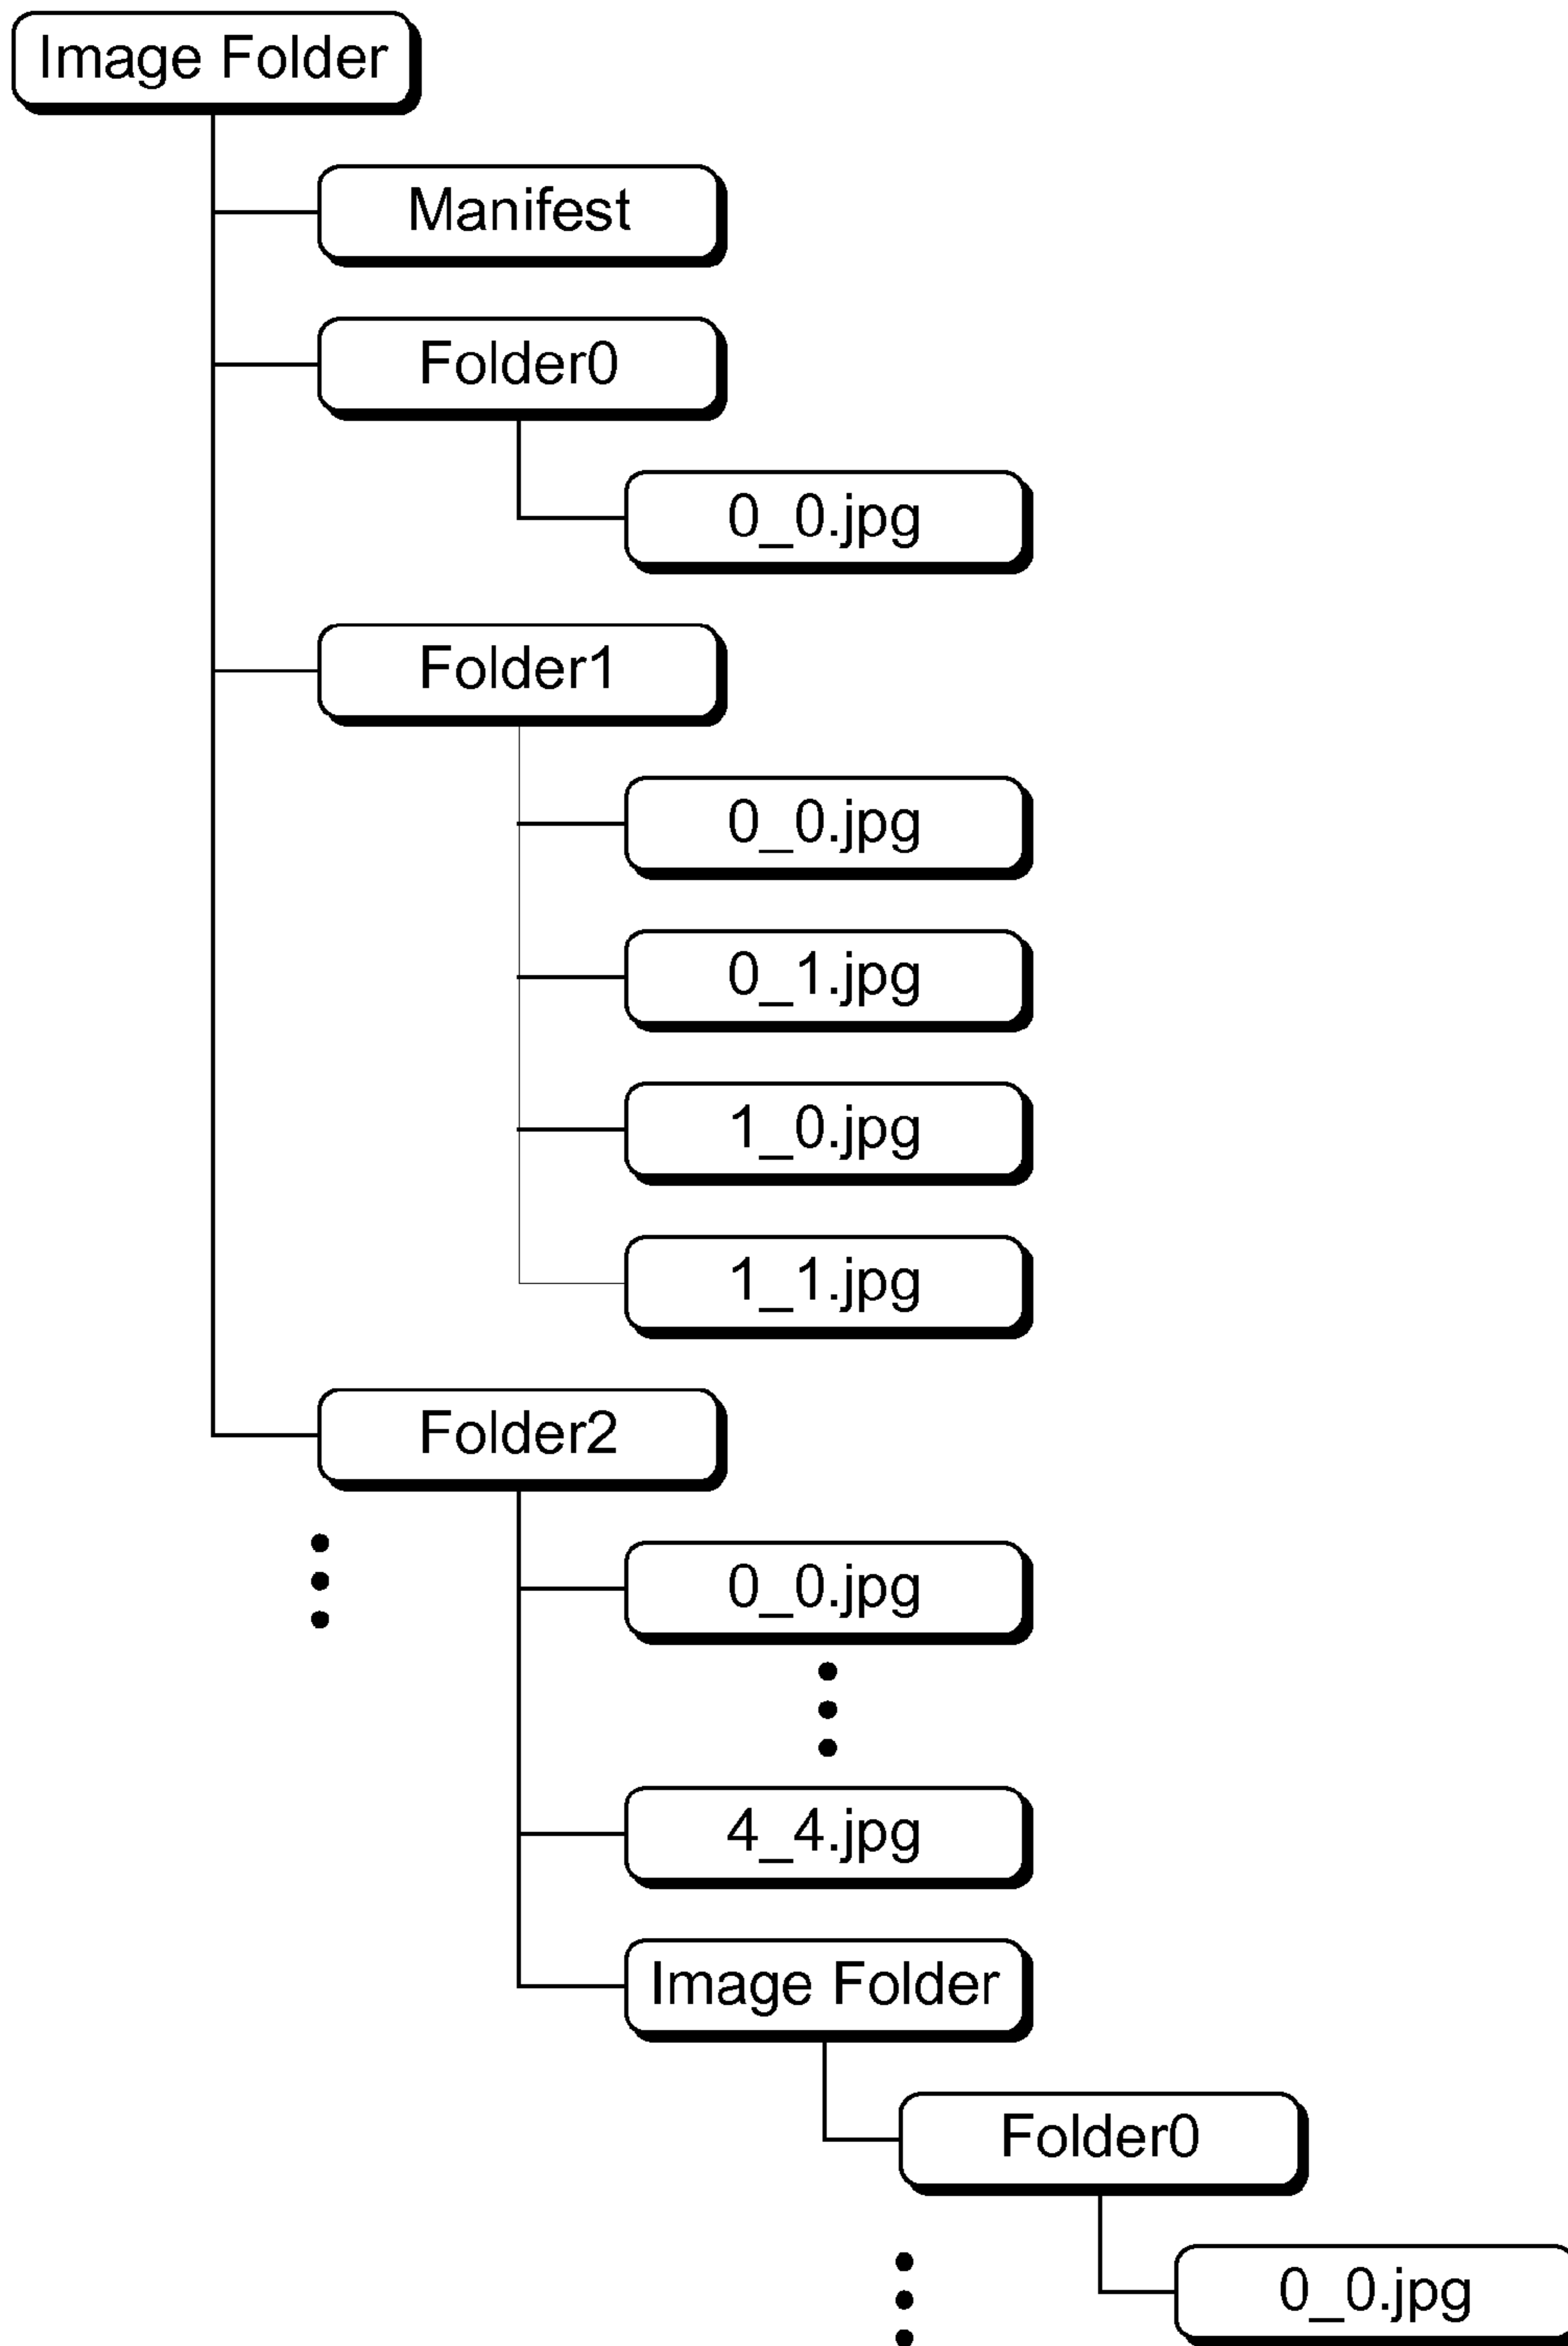 Image Folder
Manifest
Folder0
0_0.jpg
Folder1
0_0.jpg
0_1.jpg
1_0.jpg
1_1.jpg
Folder2
0_0.jpg
4_4.jpg
Image Folder
Folder0
0_0.jpg